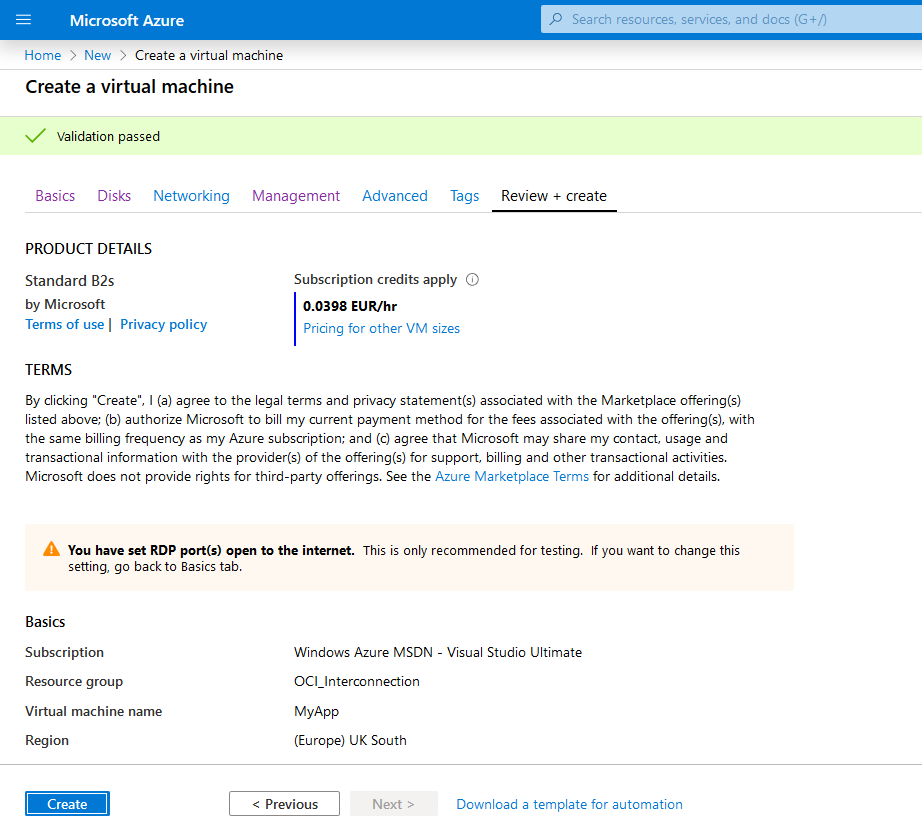 Microsoft Azure
Search resources, services, and docs (G+/)
Home > New > Create a virtual machine
Create a virtual machine
Validation passed
Basics Disks Networking Management Advanced Tags Review + create
PRODUCT DETAILS
Standard B2s
by Microsoft
Terms of use | Privacy policy
Subscription credits apply
0.0398 EUR/hr
Pricing for other VM sizes
TERMS
By clicking "Create", I (a) agree to the legal terms and privacy statement(s) associated with the Marketplace offering(s)
listed above; (b) authorize Microsoft to bill my current payment method for the fees associated with the offering(s), with
the same billing frequency as my Azure subscription; and (c) agree that Microsoft may share my contact, usage and
transactional information with the provider(s) of the offering(s) for support, billing and other transactional activities.
Microsoft does not provide rights for third-party offerings. See the Azure Marketplace Terms for additional details.
You have set RDP port(s) open to the internet. This is only recommended for testing. If you want to change this
setting, go back to Basics tab.
Basics
Subscription Windows Azure MSDN - Visual Studio Ultimate
Resource group OCI_Interconnection
Virtual machine name MyApp
Region (Europe) UK South
Create < Previous Next > Download a template for automation